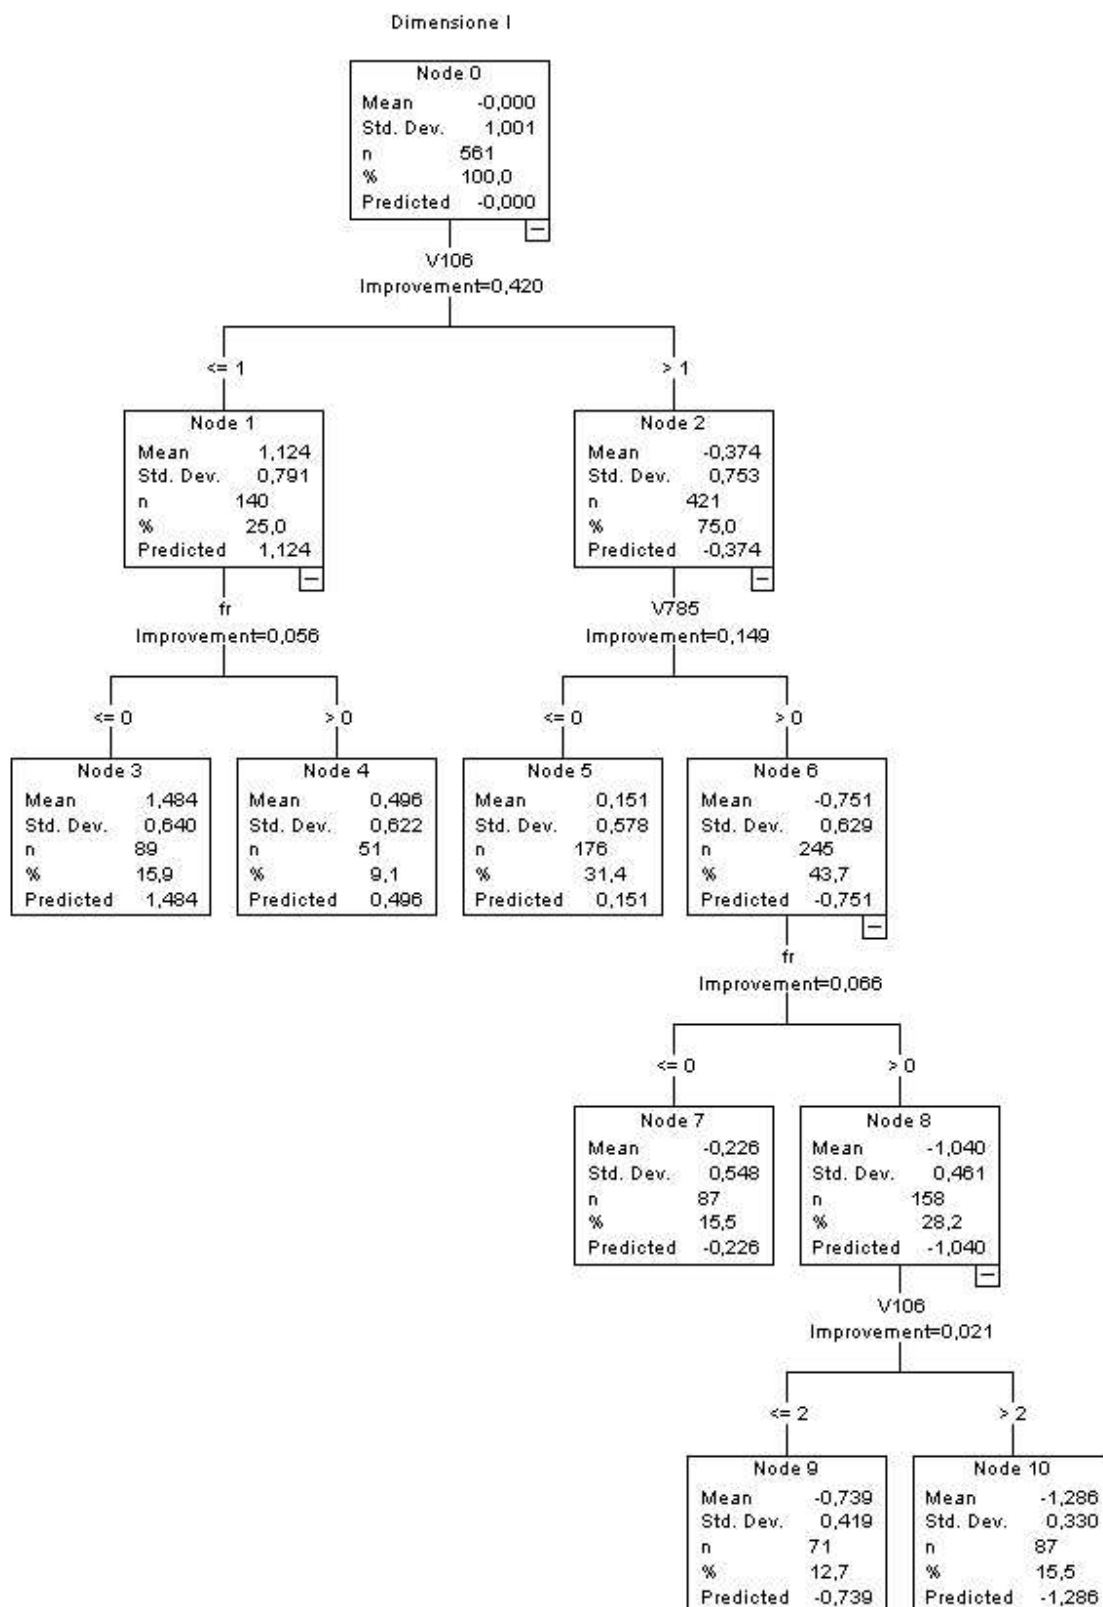 Dimensione I
Node 0
Mean -0,000
Std. Dev. 1,001
n 561
% 100,0
Predicted -0,000
V106
Improvement=0,420
<= 1
> 1
Node 1
Mean 1,124
Std. Dev. 0,791
n 140
% 25,0
Predicted 1,124
Node 2
Mean -0,374
Std. Dev. 0,753
n 421
% 75,0
Predicted -0,374
fr
Improvement=0,056
V785
Improvement=0,149
<= 0
> 0
<= 0
> 0
Node 3
Mean 1,484
Std. Dev. 0,640
n 89
% 15,9
Predicted 1,484
Node 4
Mean 0,496
Std. Dev. 0,622
n 51
% 9,1
Predicted 0,496
Node 5
Mean 0,151
Std. Dev. 0,578
n 176
% 31,4
Predicted 0,151
Node 6
Mean -0,751
Std. Dev. 0,629
n 245
% 43,7
Predicted -0,751
fr
Improvement=0,066
<= 0
> 0
Node 7
Mean -0,226
Std. Dev. 0,548
n 87
% 15,5
Predicted -0,226
Node 8
Mean -1,040
Std. Dev. 0,461
n 158
% 28,2
Predicted -1,040
V106
Improvement=0,021
<= 2
> 2
Node 9
Mean -0,739
Std. Dev. 0,419
n 71
% 12,7
Predicted -0,739
Node 10
Mean -1,286
Std. Dev. 0,330
n 87
% 15,5
Predicted -1,286